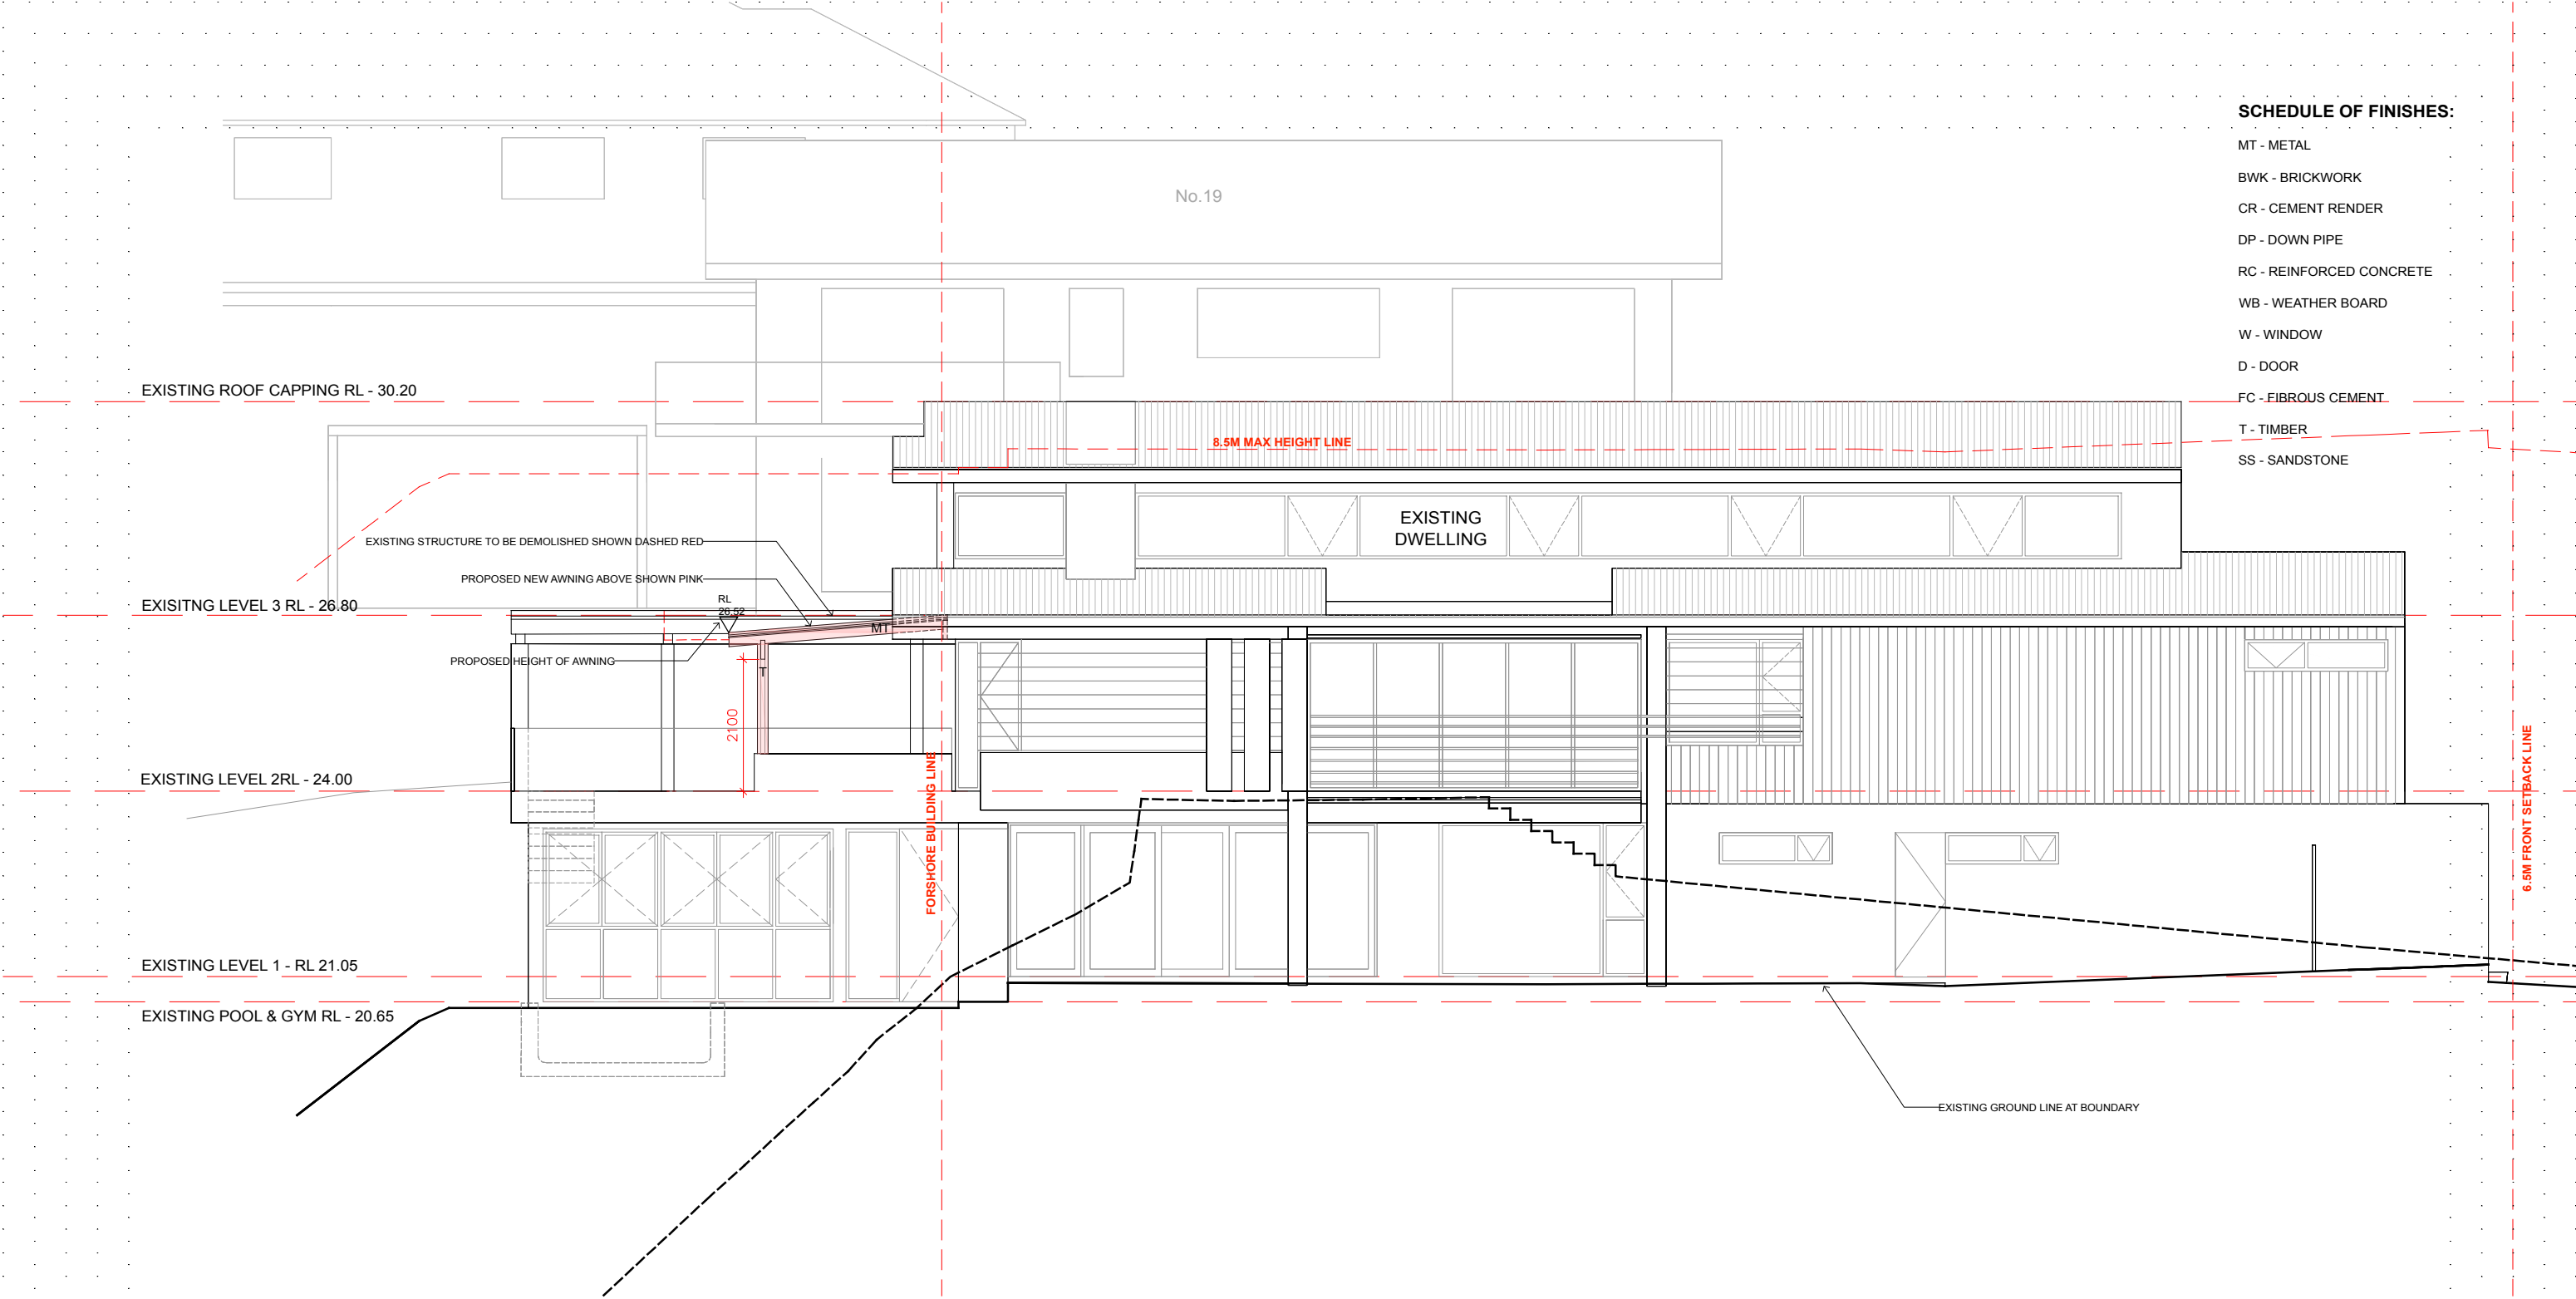 SCHEDULE OF FINISHES:
MT - METAL
BWK - BRICKWORK
CR - CEMENT RENDER
DP - DOWN PIPE
RC - REINFORCED CONCRETE
WB - WEATHER BOARD
W - WINDOW
D - DOOR
FC - FIBROUS CEMENT
T - TIMBER
SS - SANDSTONE
No.19
EXISTING ROOF CAPPING RL - 30.20
8.5M MAX HEIGHT LINE
EXISTING
DWELLING
EXISTING STRUCTURE TO BE DEMOLISHED SHOWN DASHED RED
PROPOSED NEW AWNING ABOVE SHOWN PINK
EXISITNG LEVEL 3 RL - 26.80
RL
26.52
MT
PROPOSED HEIGHT OF AWNING
T
2100
EXISTING LEVEL 2RL - 24.00
FORSHORE BUILDING LINE
6.5M FRONT SETBACK LINE
EXISTING LEVEL 1 - RL 21.05
EXISTING POOL & GYM RL - 20.65
EXISTING GROUND LINE AT BOUNDARY